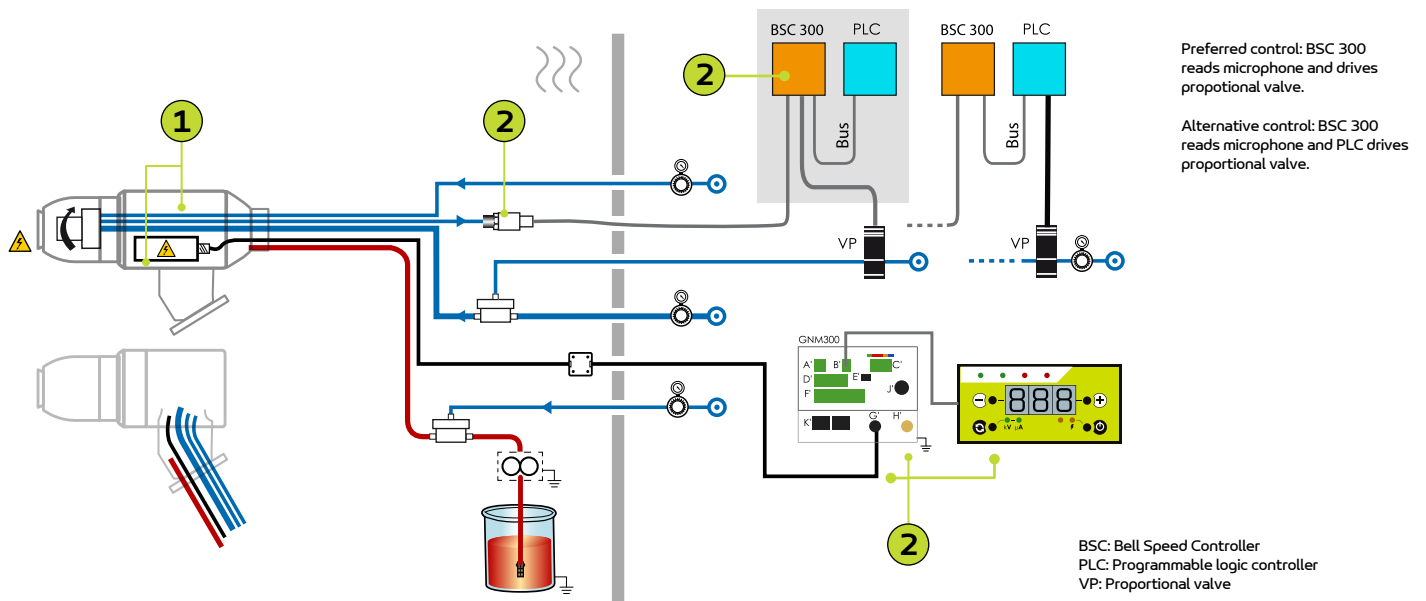 BSC 300
PLC
BSC 300
PLC
Preferred control: BSC 300
reads microphone and drives
propotional valve.
Alternative control: BSC 300
reads microphone and PLC drives
proportional valve.
2
1
2
Bus
Bus
VP
VP
GNM300
A'
B'
C'
D'
E'
F'
J'
K'
G'
H'
888
kV μA
2
BSC: Bell Speed Controller
PLC: Programmable logic controller
VP: Proportional valve